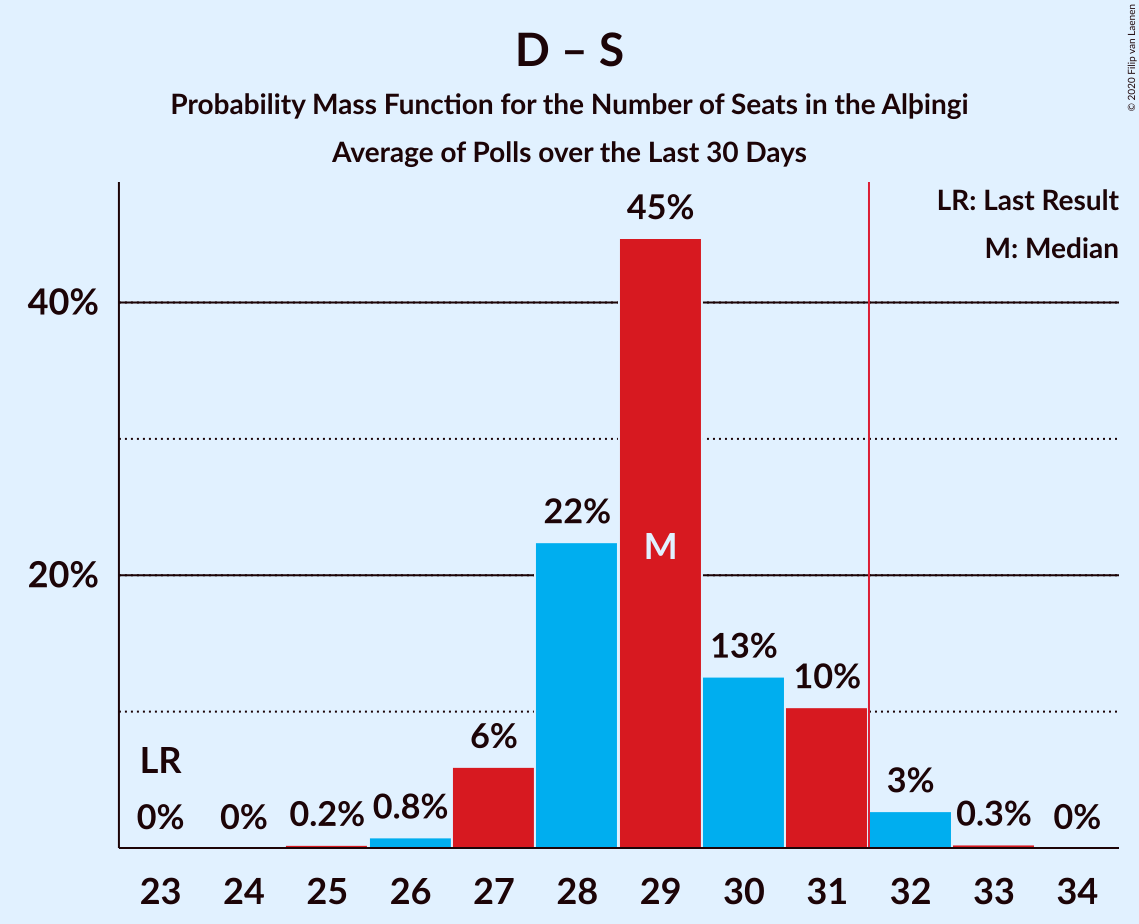 D – S
Probability Mass Function for the Number of Seats in the Alþingi
Average of Polls over the Last 30 Days
© 2020 Filip van Laenen
LR: Last Result
M: Median
45%
40%
22%
M
20%
13%
10%
6%
LR
3%
0% 0% 0.2% 0.8% 0.3% 0%
23 24 25 26 27 28 29 30 31 32 33 34